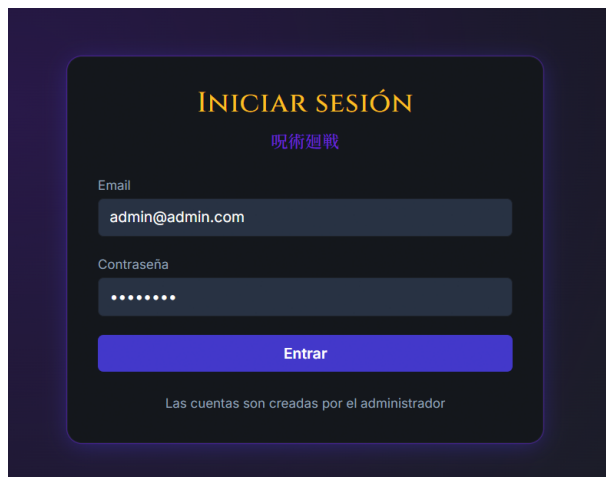 Iniciar sesión
呪術廻戦
Email
admin@admin.com
Contraseña
••••••••
Entrar
Las cuentas son creadas por el administrador